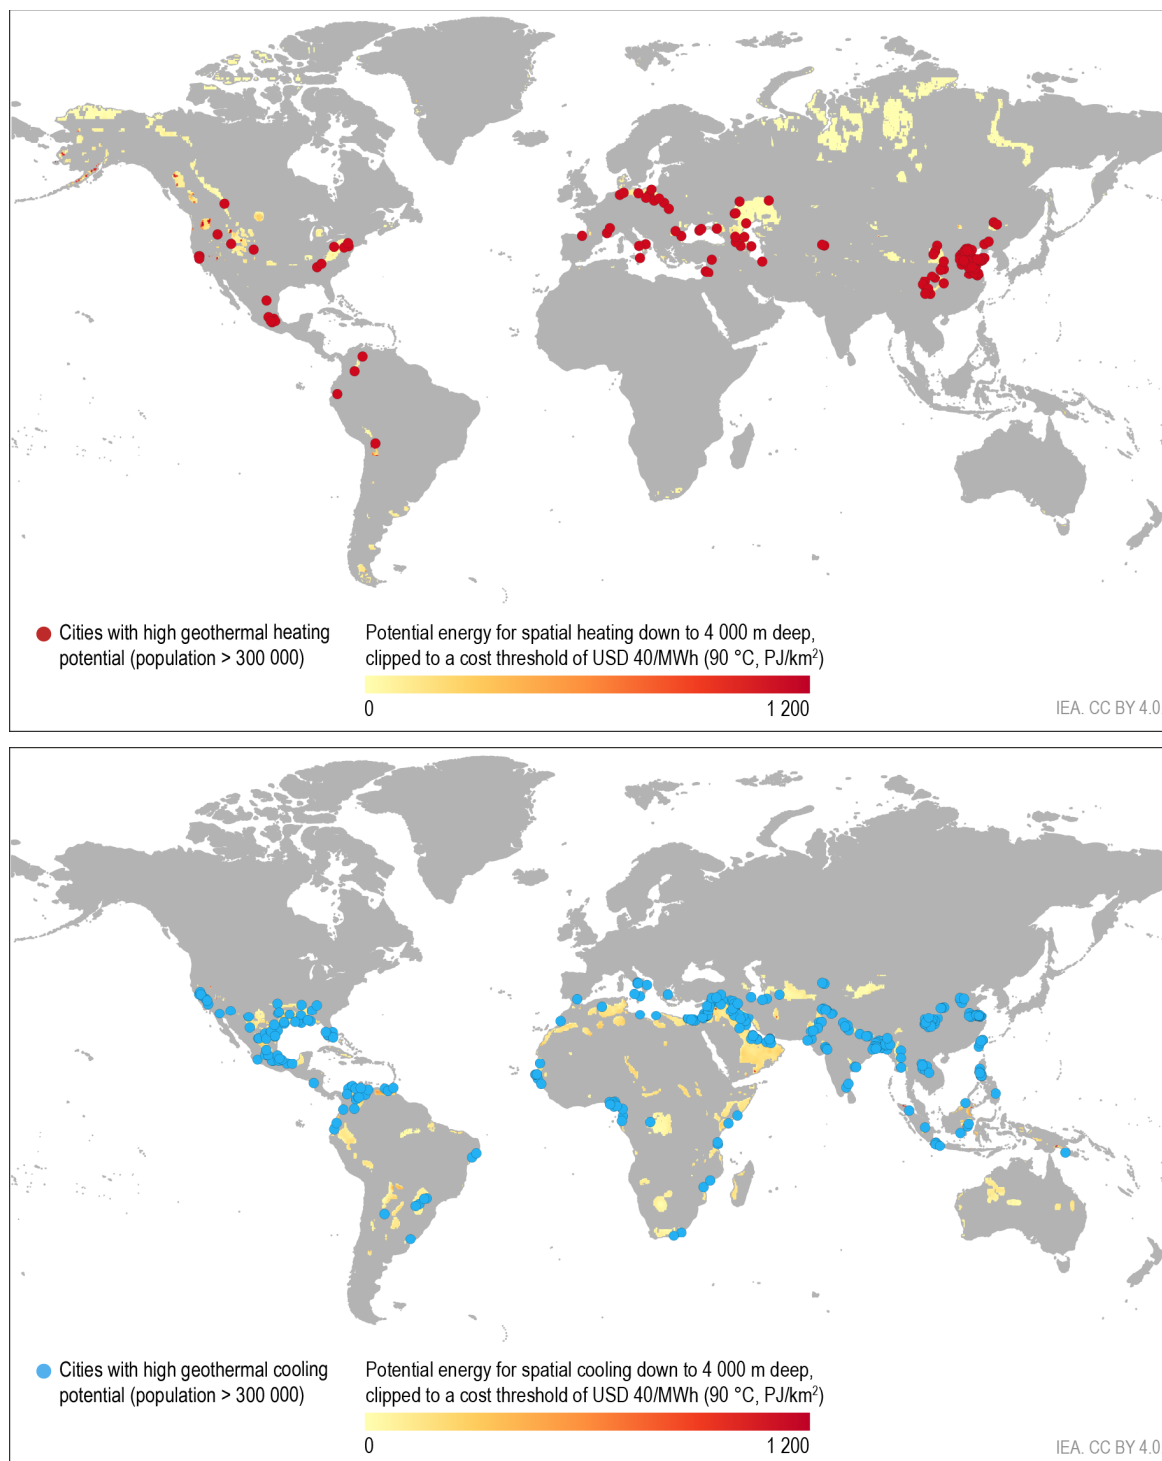 Cities with high geothermal heating
potential (population > 300 000)
Potential energy for spatial heating down to 4 000 m deep,
clipped to a cost threshold of USD 40/MWh (90 °C, PJ/km²)
0
1 200
IEA. CC BY 4.0
Cities with high geothermal cooling
potential (population > 300 000)
Potential energy for spatial cooling down to 4 000 m deep,
clipped to a cost threshold of USD 40/MWh (90 °C, PJ/km²)
0
1 200
IEA. CC BY 4.0